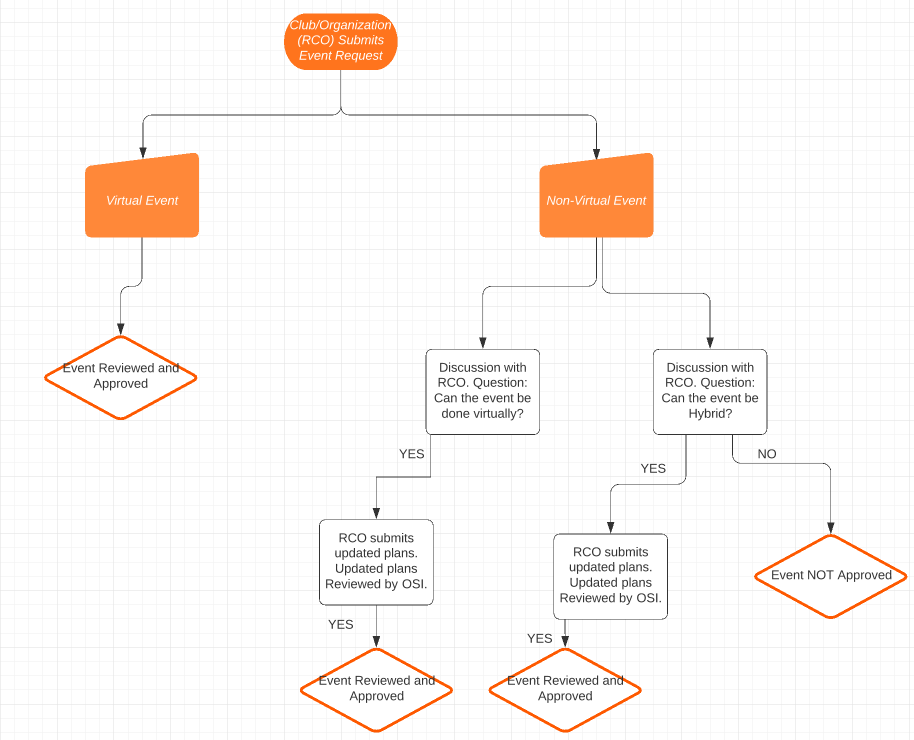 Club/Organization
(RCO) Submits
Event Request
Virtual Event
Non-Virtual Event
Event Reviewed and
Approved
Discussion with
RCO. Question:
Can the event be
done virtually?
Discussion with
RCO. Question:
Can the event be
Hybrid?
YES
YES
NO
RCO submits
updated plans.
Updated plans
Reviewed by OSI.
RCO submits
updated plans.
Updated plans
Reviewed by OSI.
Event NOT Approved
YES
YES
Event Reviewed and
Approved
Event Reviewed and
Approved